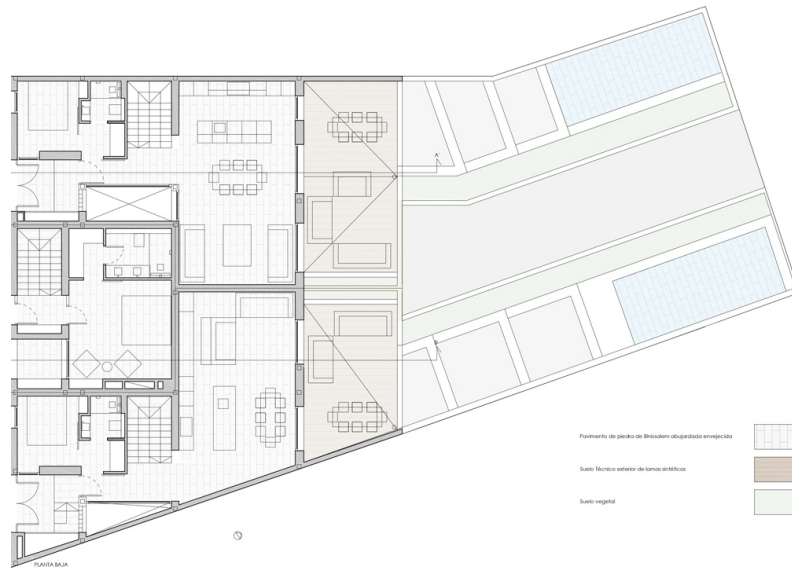 A'
Pavimento de piedra de Binissalem abujardada envejecida
Suelo Técnico exterior de lamas sintéticas
Suelo vegetal
PLANTA BAJA